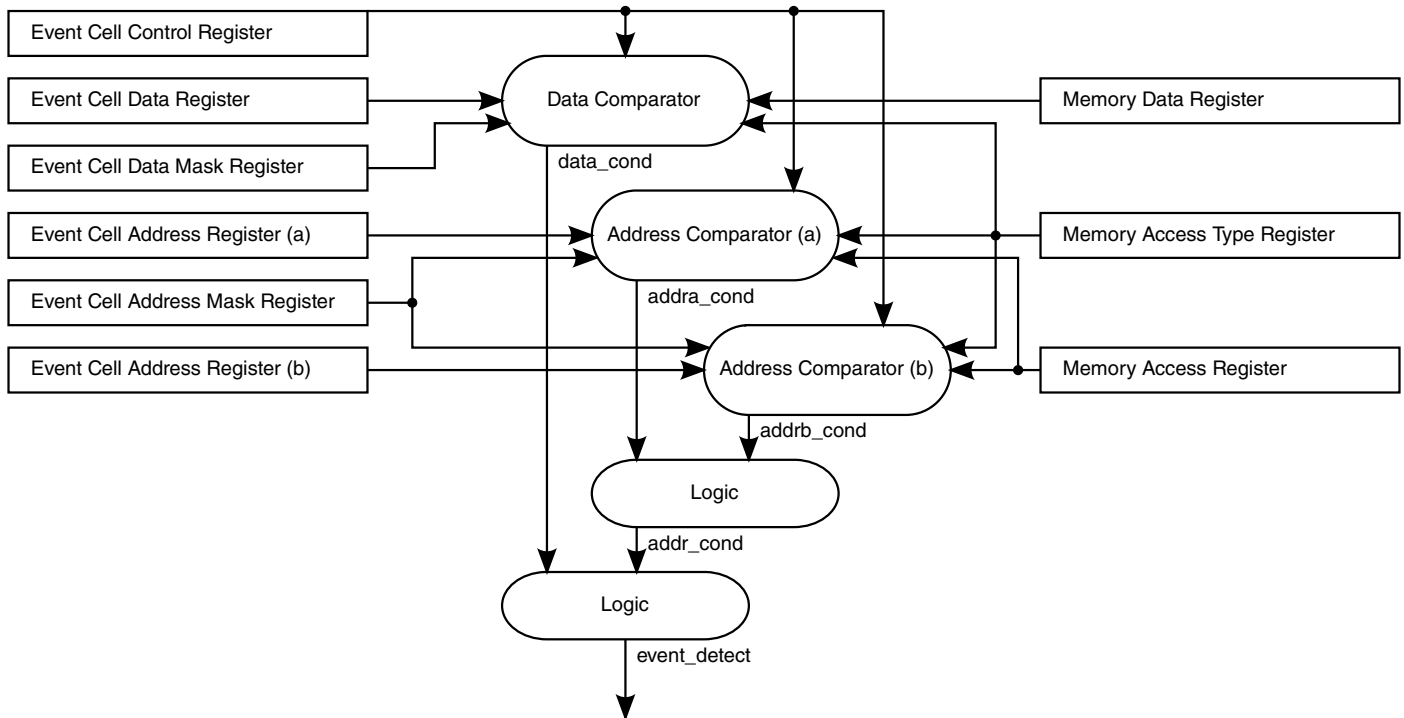 Event Cell Control Register
Event Cell Data Register
Data Comparator
Memory Data Register
Event Cell Data Mask Register
data_cond
Event Cell Address Register (a)
Address Comparator (a)
Memory Access Type Register
Event Cell Address Mask Register
addra_cond
Event Cell Address Register (b)
Address Comparator (b)
Memory Access Register
addrb_cond
Logic
addr_cond
Logic
event_detect